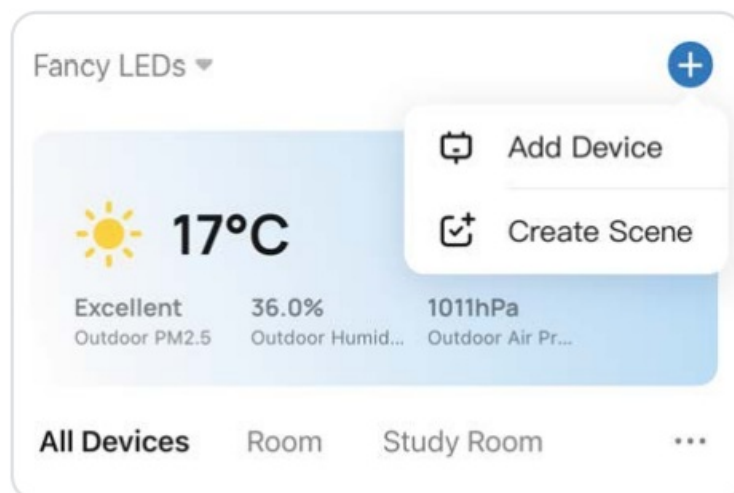 Fancy LEDs
Add Device
Create Scene
17°C
Excellent 36.0% 1011hPa
Outdoor PM2.5 Outdoor Humid... Outdoor Air Pr...
All Devices Room Study Room